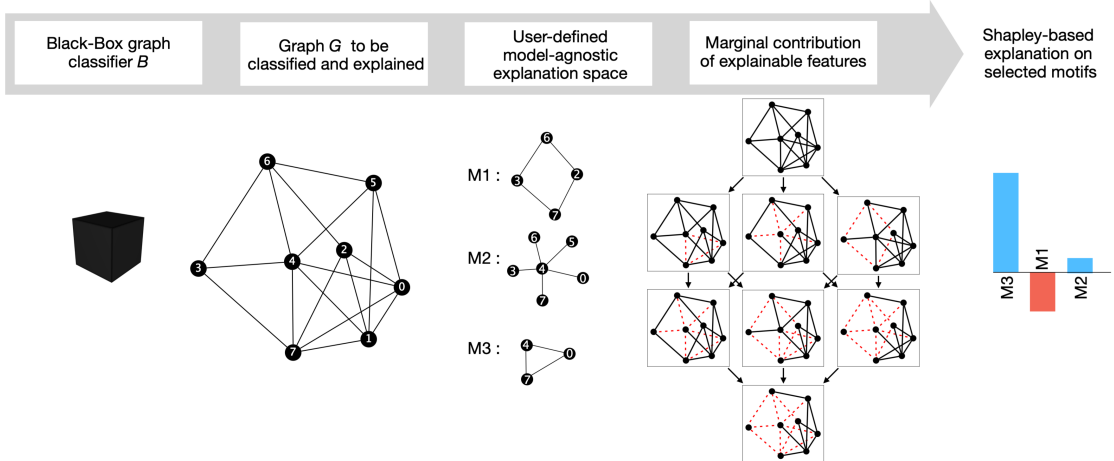 Black-Box graph
classifier B
Graph G to be
classified and explained
User-defined
model-agnostic
explanation space
Marginal contribution
of explainable features
Shapley-based
explanation on
selected motifs
6
5
2
4
3
0
1
7
M1 :
6
3
2
7
M2 :
6
5
3
4
0
7
M3 :
4
0
7
M3
M1
M2